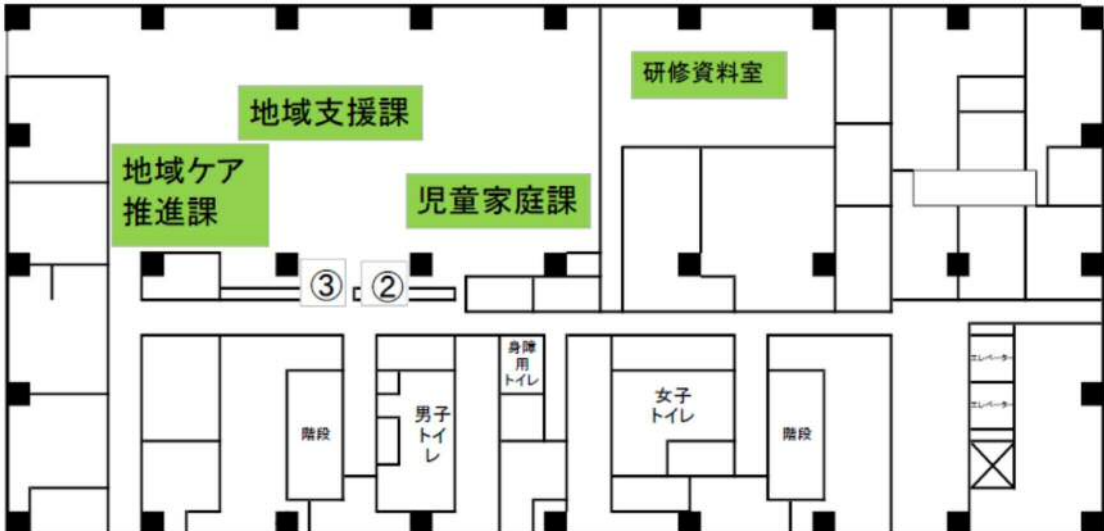 研修資料室
地域支援課
地域ケア
推進課
児童家庭課
③
②
身障
用
トイレ
エレベーター
エレベーター
階段
男子
トイ
レ
女子
トイレ
階段